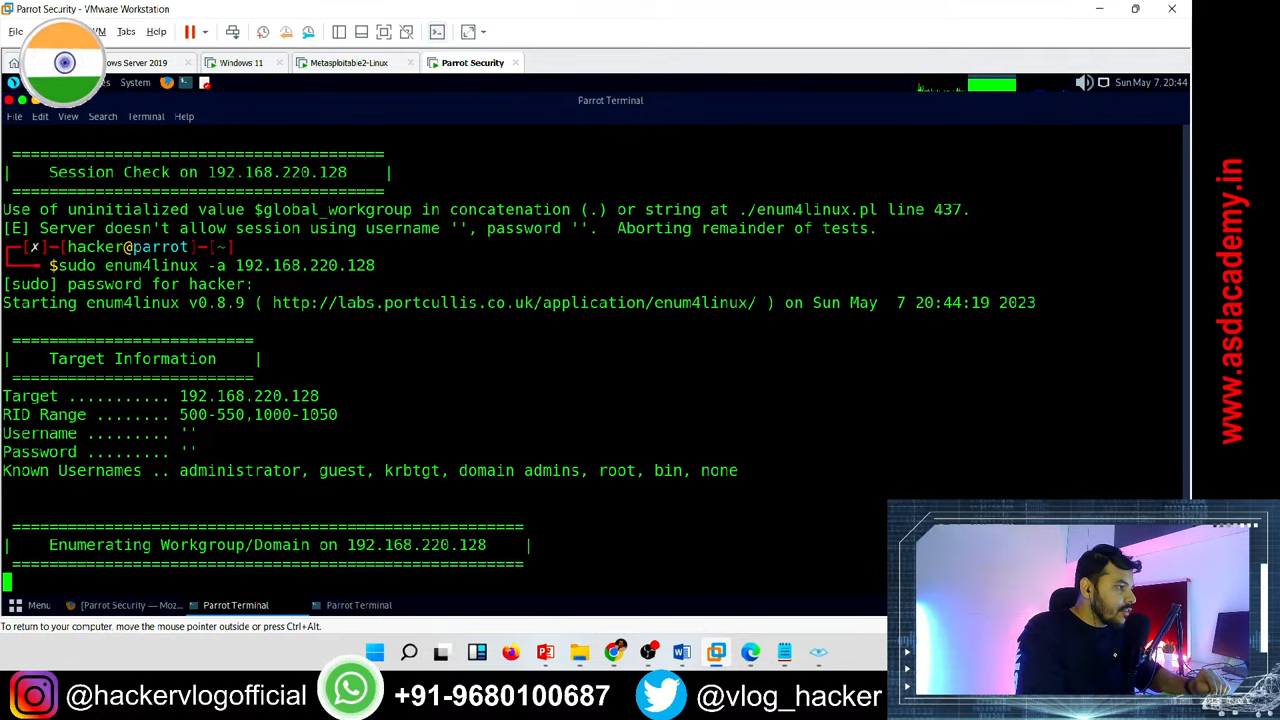 Parrot Security - VMware Workstation
File VM Tabs Help
ows Server 2019
Windows 11
Metasploitable2-Linux
Parrot Security
System
Sun May 7, 20:44
Parrot Terminal
File Edit View Search Terminal Help
==========================================
| Session Check on 192.168.220.128 |
==========================================
Use of uninitialized value $global_workgroup in concatenation (.) or string at ./enum4linux.pl line 437.
[E] Server doesn't allow session using username '', password ''. Aborting remainder of tests.
┌─[✗]─[hacker@parrot]─[~]
└──╼ $sudo enum4linux -a 192.168.220.128
[sudo] password for hacker:
Starting enum4linux v0.8.9 ( http://labs.portcullis.co.uk/application/enum4linux/ ) on Sun May 7 20:44:19 2023
==========================
| Target Information |
==========================
Target ........... 192.168.220.128
RID Range ........ 500-550,1000-1050
Username ......... ''
Password ......... ''
Known Usernames .. administrator, guest, krbtgt, domain admins, root, bin, none
=======================================================
| Enumerating Workgroup/Domain on 192.168.220.128 |
=======================================================
Menu
[Parrot Security — Moz...
Parrot Terminal
Parrot Terminal
To return to your computer, move the mouse pointer outside or press Ctrl+Alt.
@hackervlogofficial
+91-9680100687
@vlog_hacker
www.asdacademy.in